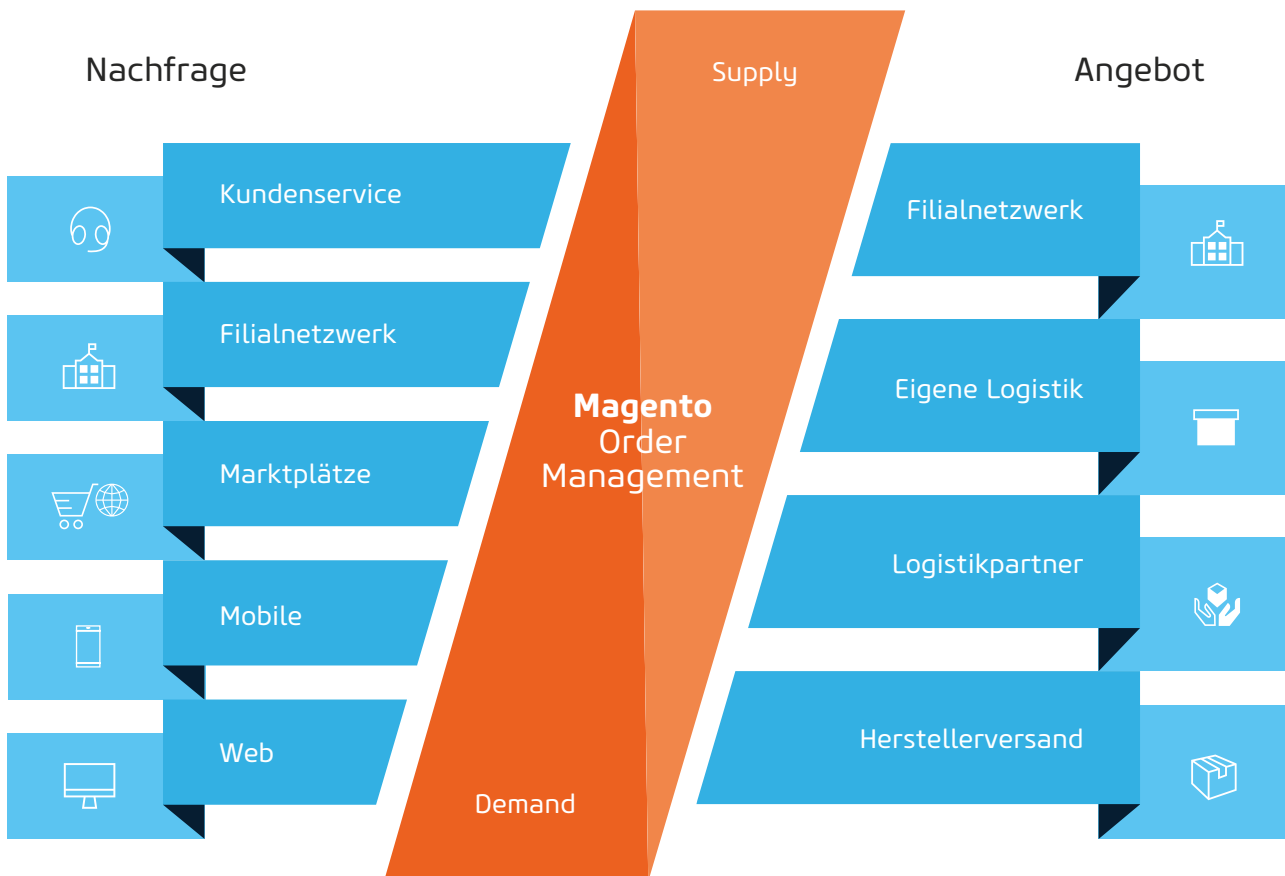 Nachfrage
Kundenservice
Filialnetzwerk
Marktplätze
Mobile
Web
Supply
Magento
Order
Management
Demand
Angebot
Filialnetzwerk
Eigene Logistik
Logistikpartner
Herstellerversand